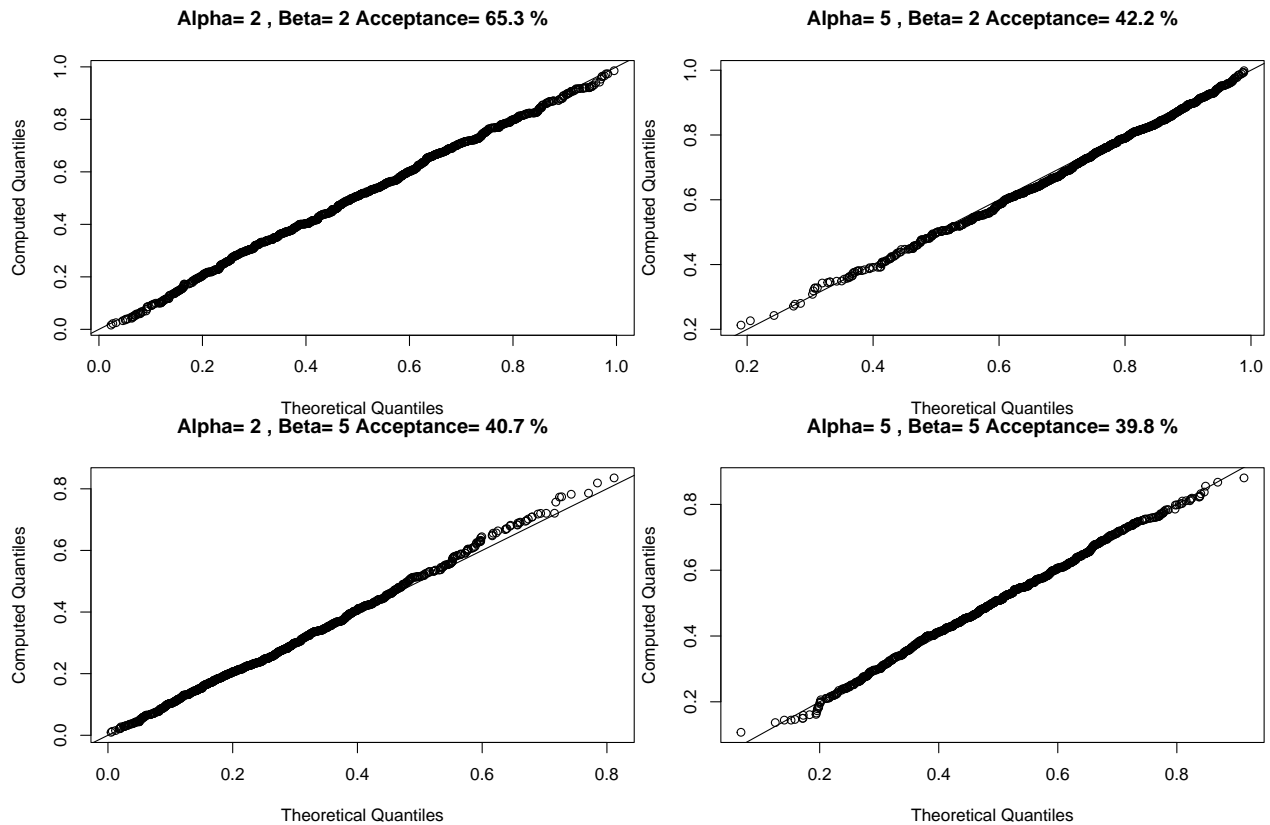 Alpha= 2 , Beta= 2 Acceptance= 65.3 %
Computed Quantiles
0.0 0.2 0.4 0.6 0.8 1.0
0.0 0.2 0.4 0.6 0.8 1.0
Theoretical Quantiles
Alpha= 5 , Beta= 2 Acceptance= 42.2 %
Computed Quantiles
0.2 0.4 0.6 0.8 1.0
0.2 0.4 0.6 0.8 1.0
Theoretical Quantiles
Alpha= 2 , Beta= 5 Acceptance= 40.7 %
Computed Quantiles
0.0 0.2 0.4 0.6 0.8
0.0 0.2 0.4 0.6 0.8
Theoretical Quantiles
Alpha= 5 , Beta= 5 Acceptance= 39.8 %
Computed Quantiles
0.2 0.4 0.6 0.8
0.2 0.4 0.6 0.8
Theoretical Quantiles